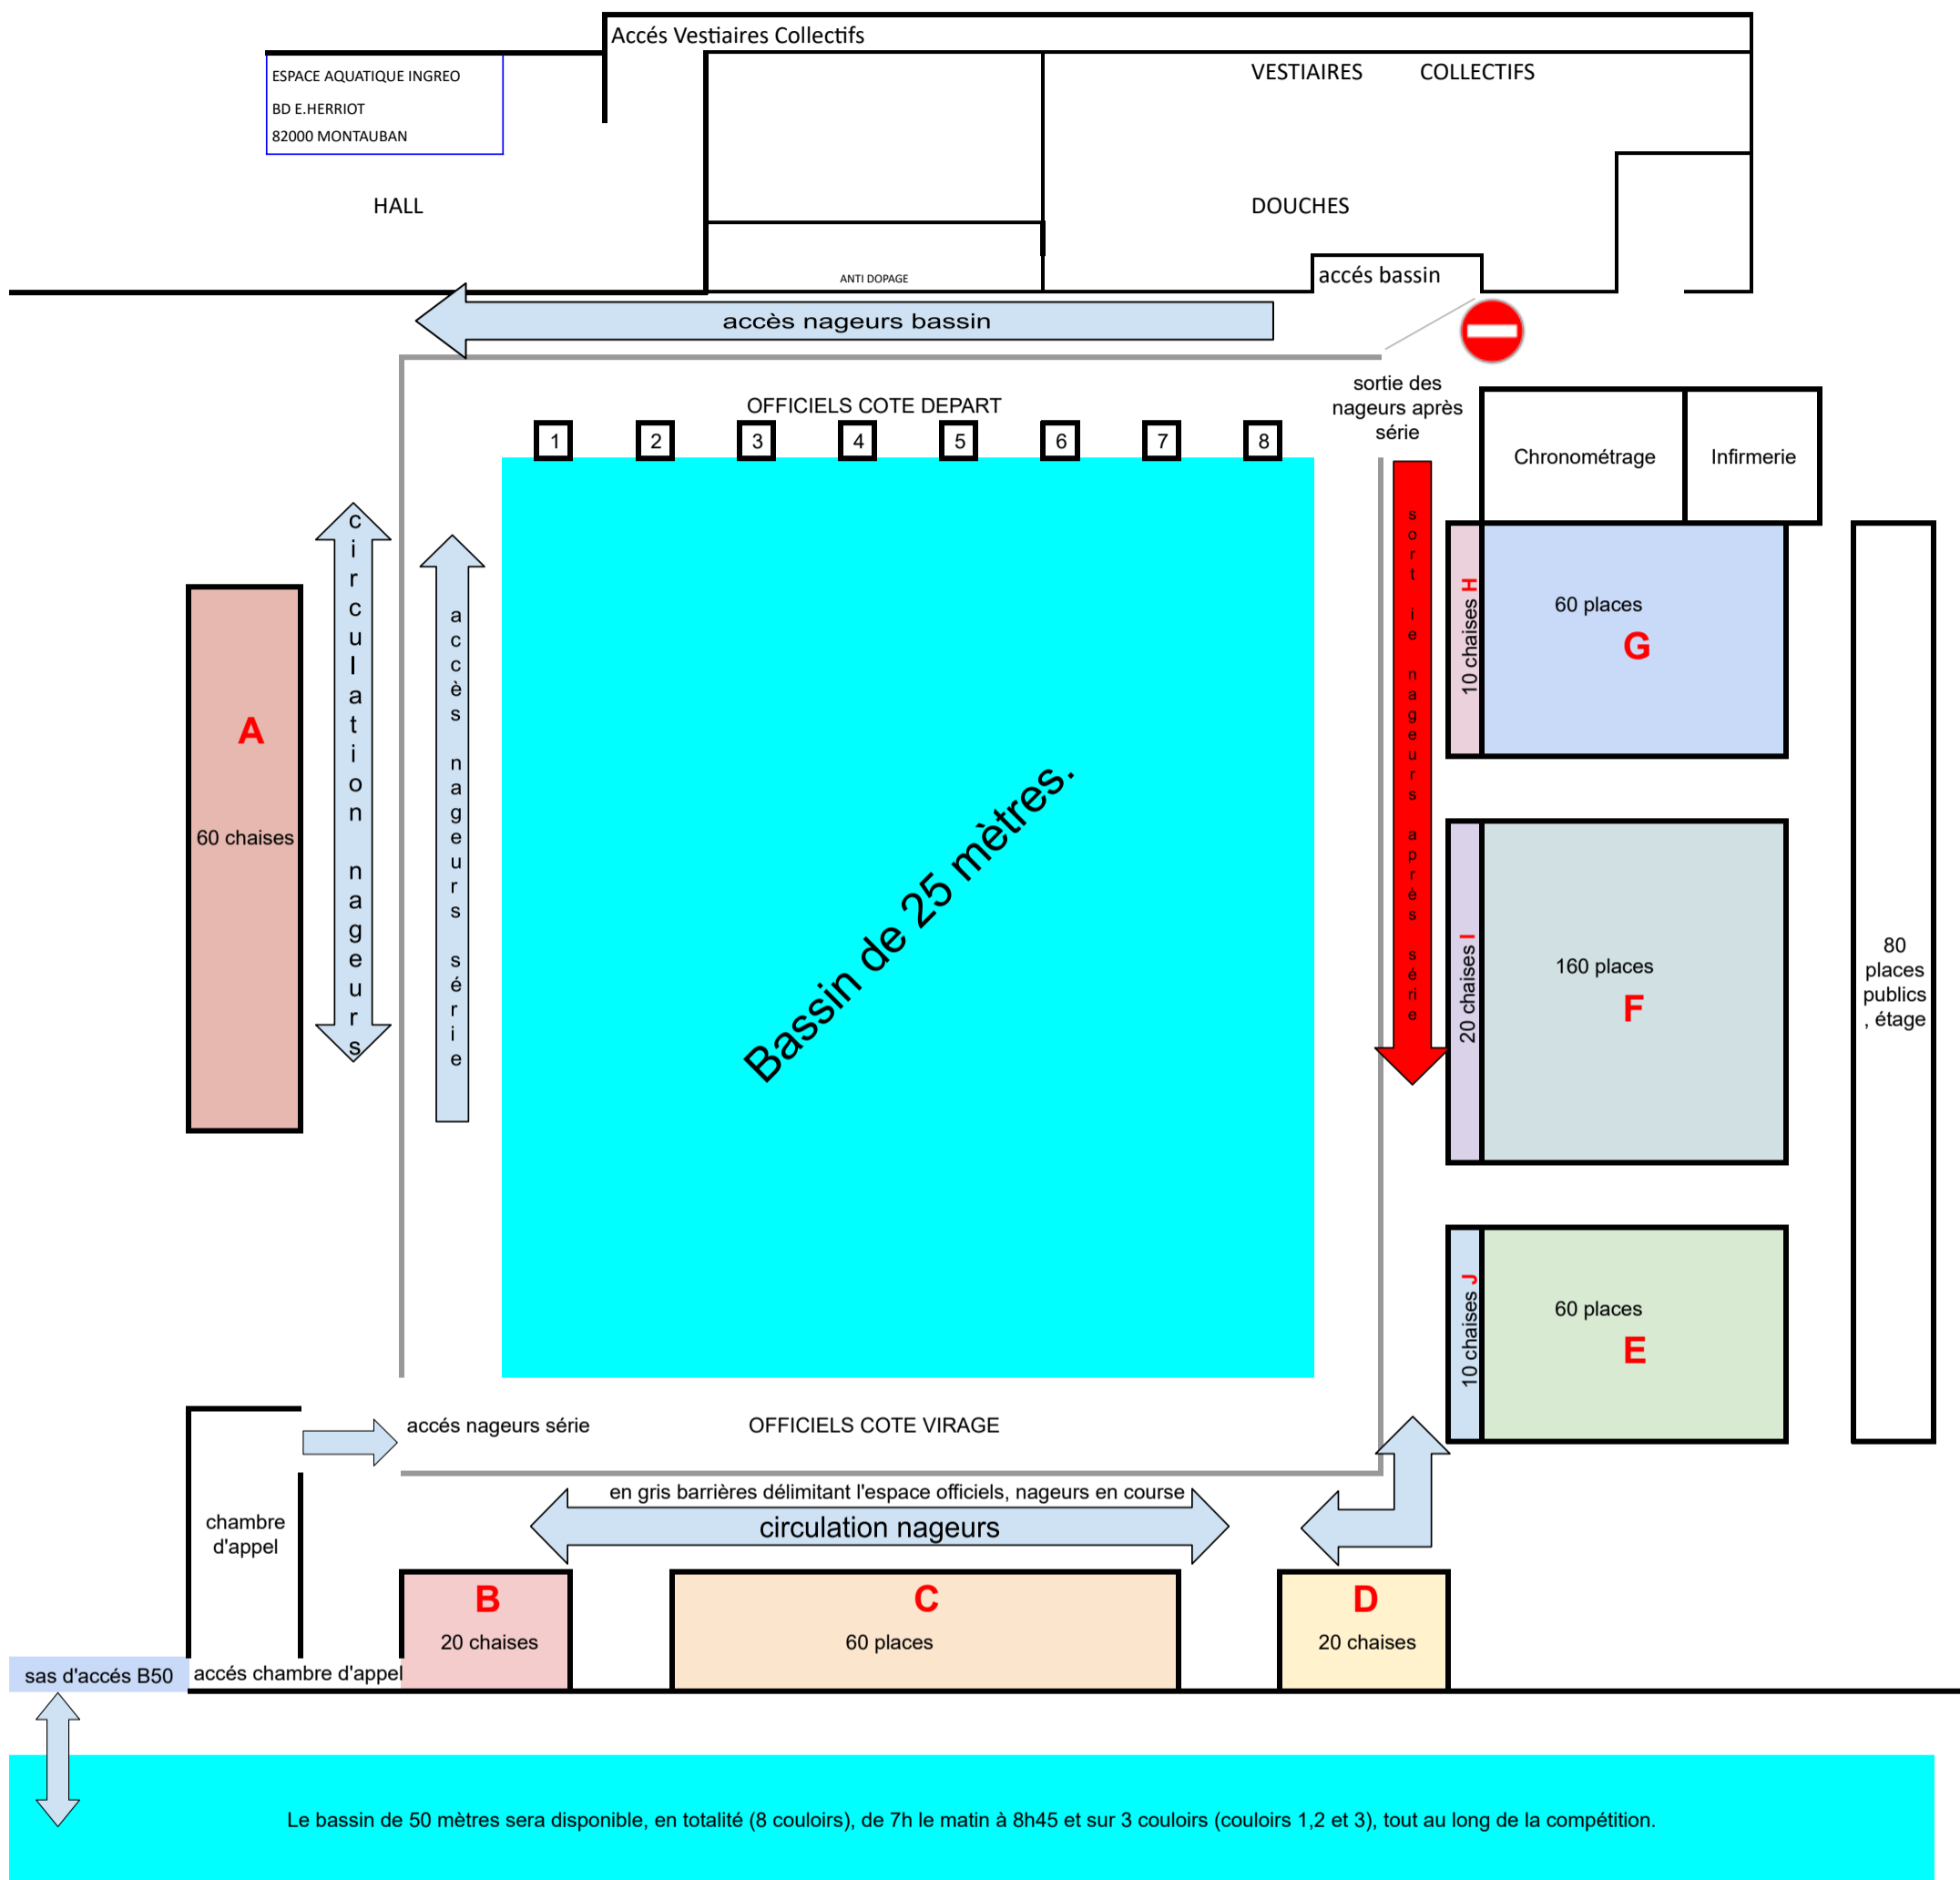 Accés Vestiaires Collectifs
ESPACE AQUATIQUE INGREO
BD E.HERRIOT
82000 MONTAUBAN
VESTIAIRES COLLECTIFS
HALL
DOUCHES
ANTI DOPAGE
accés bassin
accès nageurs bassin
sortie des
nageurs après
série
OFFICIELS COTE DEPART
1 2 3 4 5 6 7 8
Chronométrage
Infirmerie
circulation nageurs
accès nageurs série
sortie nageurs après série
A
60 chaises
Bassin de 25 mètres.
10 chaises H
60 places
G
20 chaises I
160 places
F
80
places
publics
, étage
10 chaises J
60 places
E
accés nageurs série
OFFICIELS COTE VIRAGE
en gris barrières délimitant l'espace officiels, nageurs en course
circulation nageurs
chambre
d'appel
B
20 chaises
C
60 places
D
20 chaises
sas d'accés B50
accés chambre d'appel
Le bassin de 50 mètres sera disponible, en totalité (8 couloirs), de 7h le matin à 8h45 et sur 3 couloirs (couloirs 1,2 et 3), tout au long de la compétition.